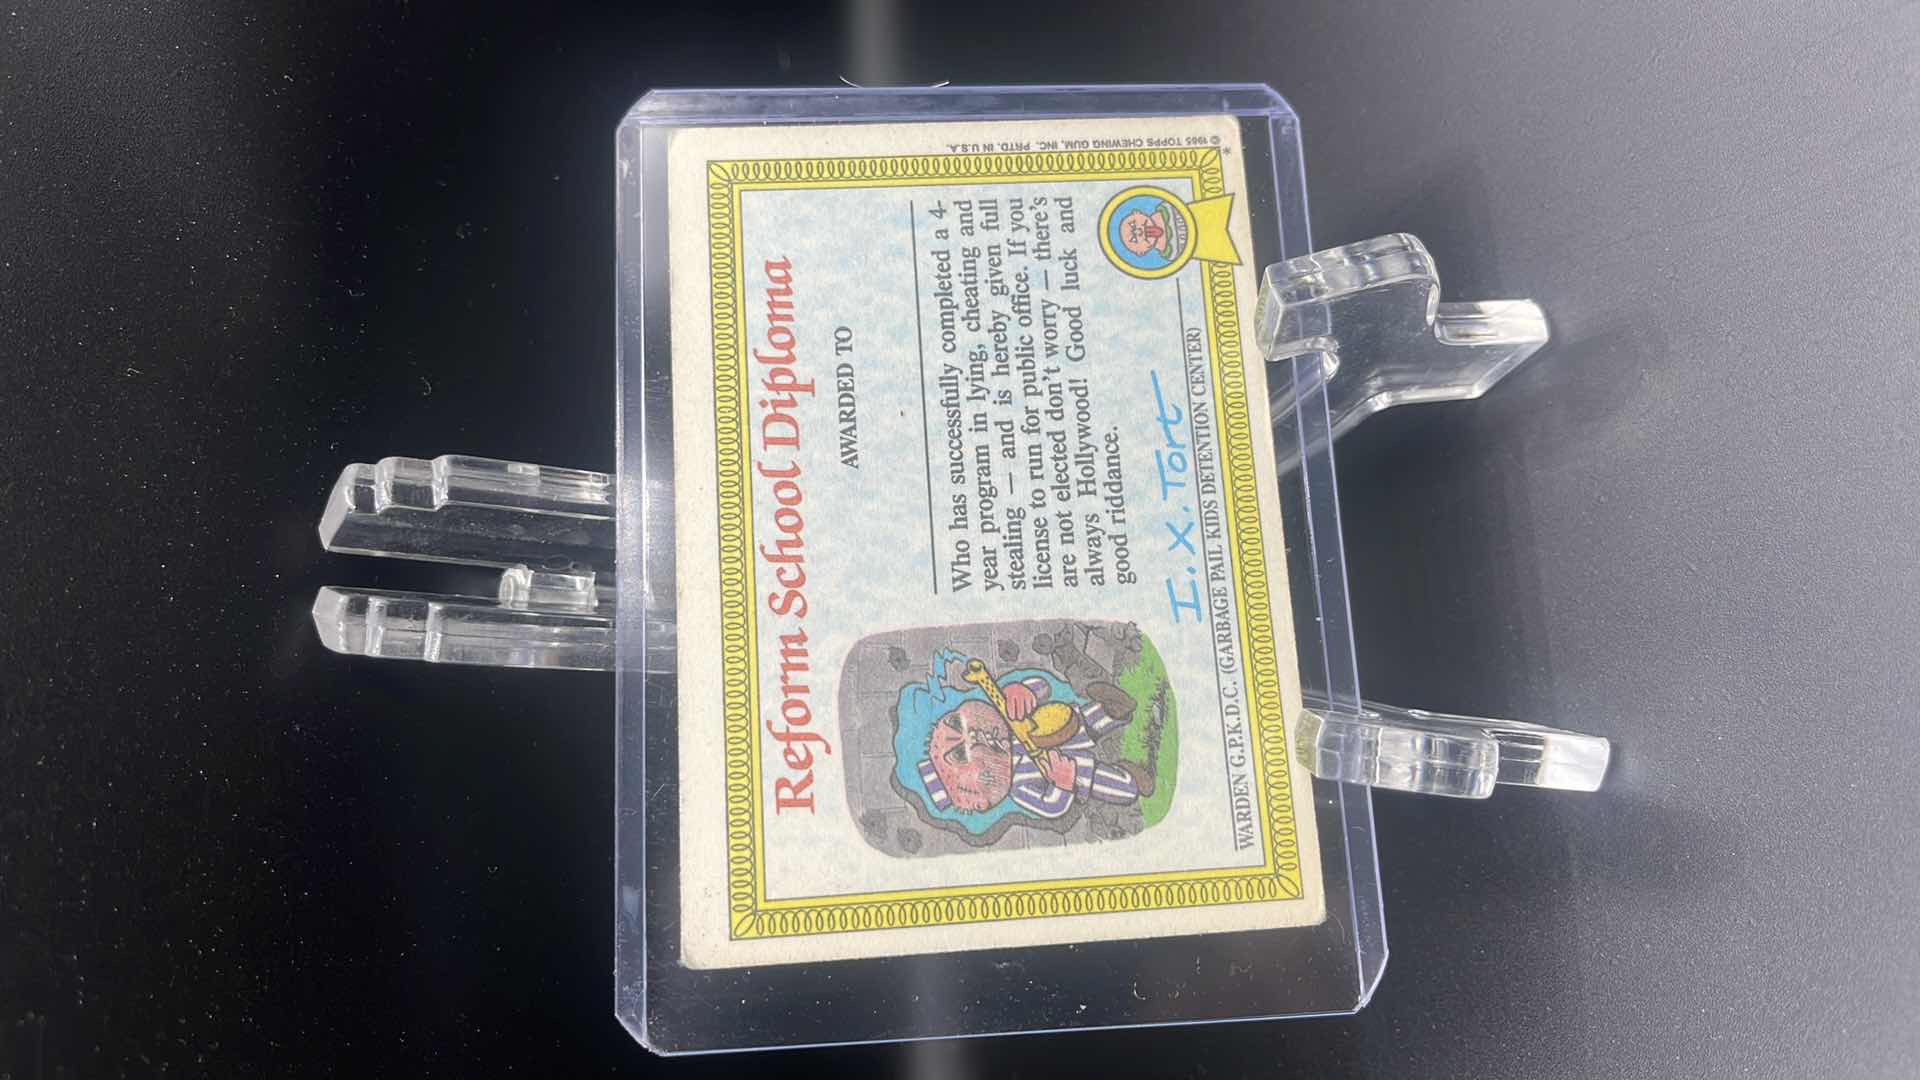 Reform School Diploma
AWARDED TO
Who has successfully completed a 4-
year program in lying, cheating and
stealing — and is hereby given full
license to run for public office. If you
are not elected don't worry — there's
always Hollywood! Good luck and
good riddance.
I. X. Tort
WARDEN G.P.K.D.C. (GARBAGE PAIL KIDS DETENTION CENTER)
* © 1985 TOPPS CHEWING GUM, INC. PRTD. IN U.S.A.